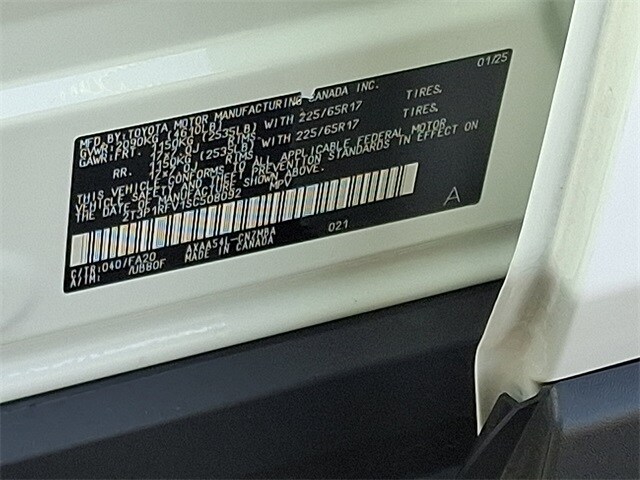 MFD.BY:TOYOTA MOTOR MANUFACTURING CANADA INC. 01/25
GVWR:2090KG (4610LB)
GAWR:FRT. 1150KG (2535LB) WITH 225/65R17 TIRES.
RIMS
RR. 1150KG (2535LB) WITH 225/65R17 TIRES.
RIMS
THIS VEHICLE CONFORMS TO ALL APPLICABLE FEDERAL MOTOR
VEHICLE SAFETY AND THEFT PREVENTION STANDARDS IN EFFECT ON
THE DATE OF MANUFACTURE SHOWN ABOVE.
MPV
A
021
C/TR:040/FA20 AXAA54L-CNZMBA
A/TM: /UB80F MADE IN CANADA